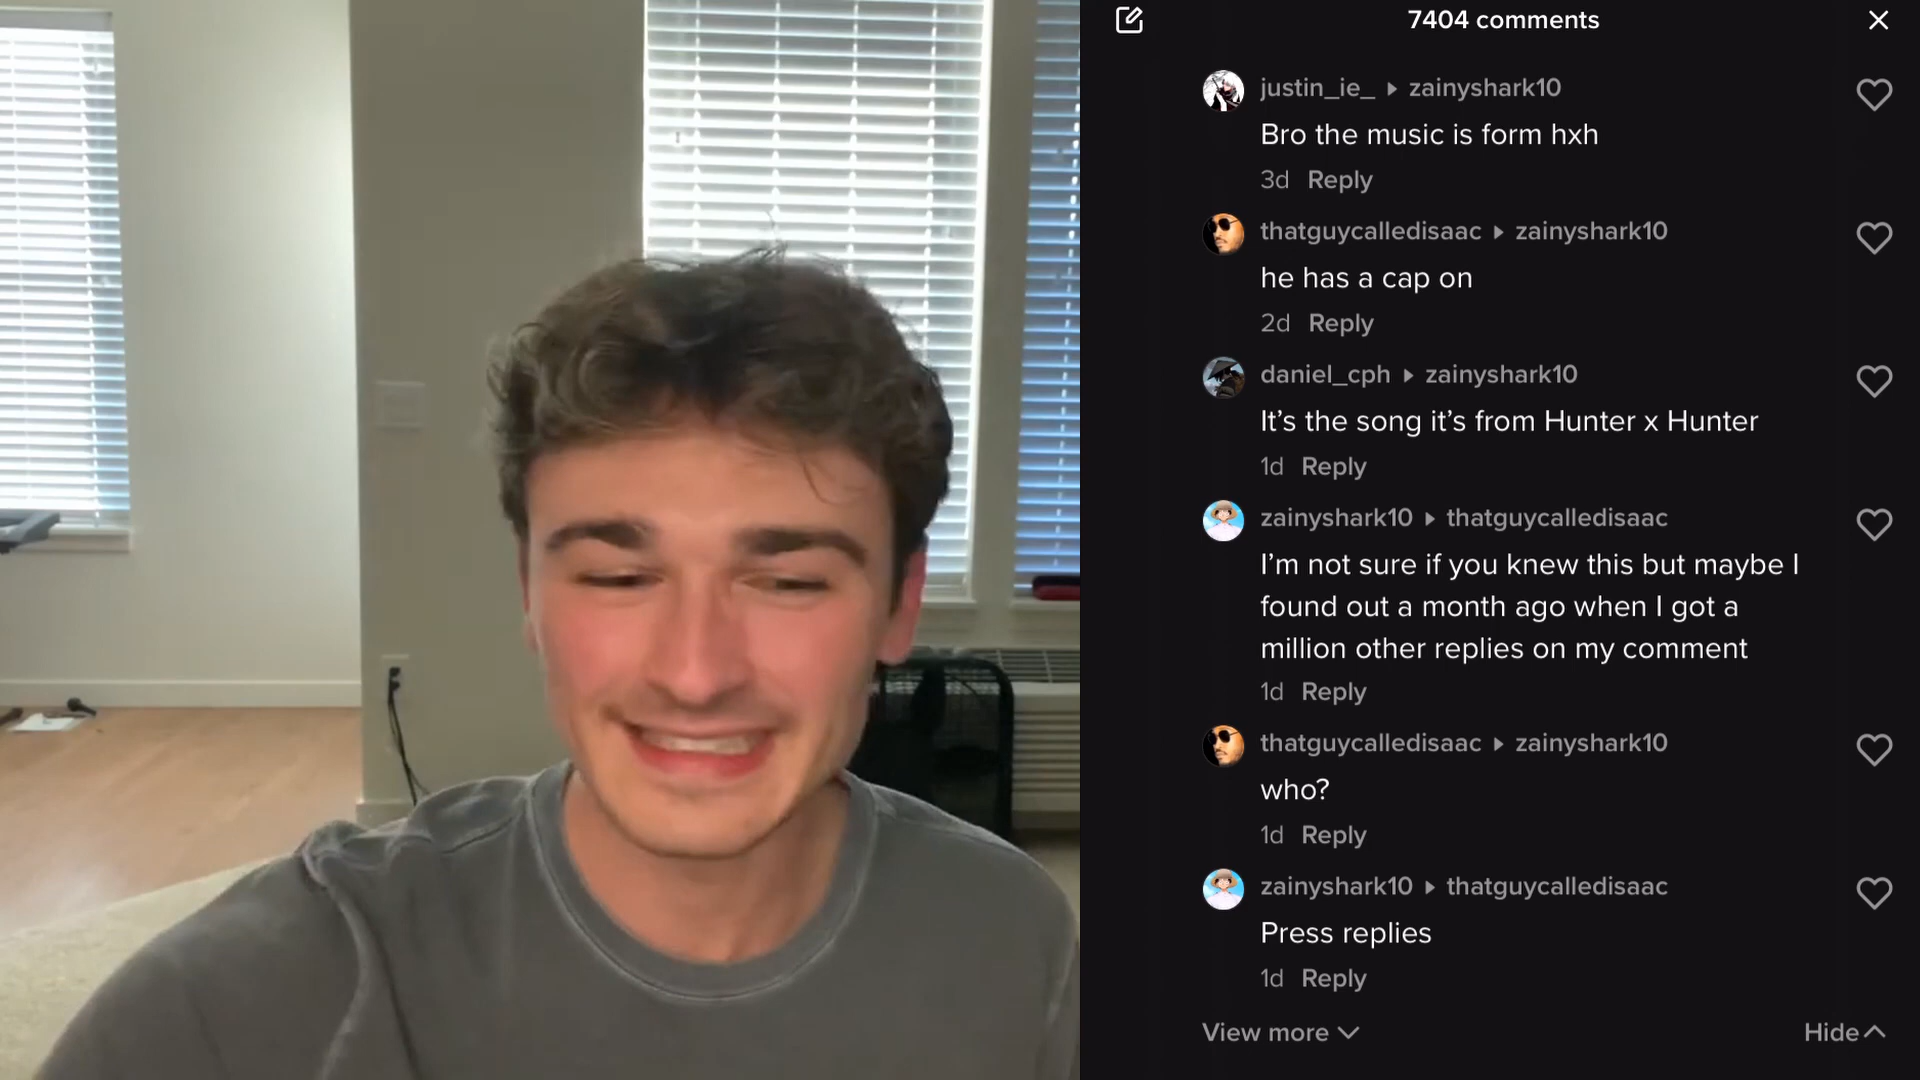 7404 comments
justin_ie_ ▸ zainyshark10
Bro the music is form hxh
3d Reply
thatguycalledisaac ▸ zainyshark10
he has a cap on
2d Reply
daniel_cph ▸ zainyshark10
It’s the song it’s from Hunter x Hunter
1d Reply
zainyshark10 ▸ thatguycalledisaac
I’m not sure if you knew this but maybe I
found out a month ago when I got a
million other replies on my comment
1d Reply
thatguycalledisaac ▸ zainyshark10
who?
1d Reply
zainyshark10 ▸ thatguycalledisaac
Press replies
1d Reply
View more Hide